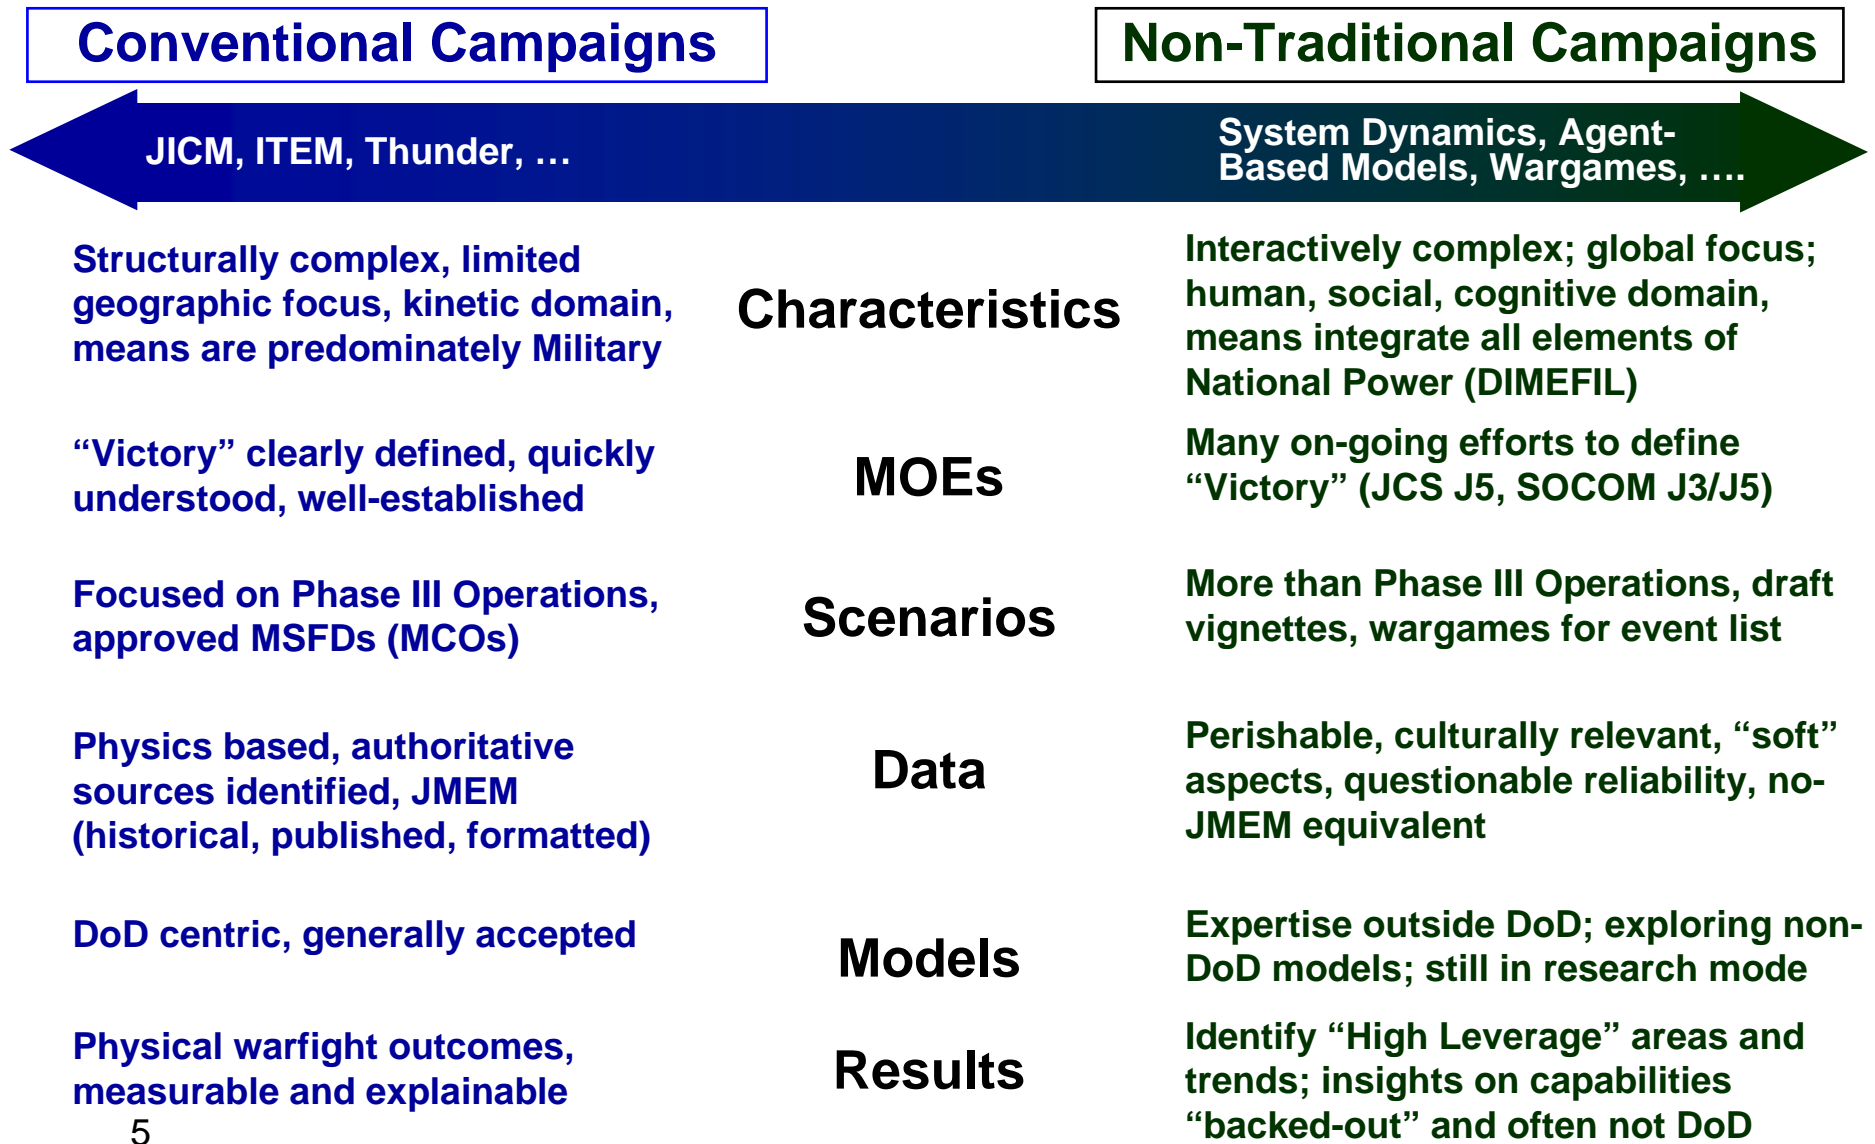 Conventional Campaigns
Non-Traditional Campaigns
JICM, ITEM, Thunder, …
System Dynamics, Agent-
Based Models, Wargames, ….
Structurally complex, limited
geographic focus, kinetic domain,
means are predominately Military
Characteristics
Interactively complex; global focus;
human, social, cognitive domain,
means integrate all elements of
National Power (DIMEFIL)
“Victory” clearly defined, quickly
understood, well-established
MOEs
Many on-going efforts to define
“Victory” (JCS J5, SOCOM J3/J5)
Focused on Phase III Operations,
approved MSFDs (MCOs)
Scenarios
More than Phase III Operations, draft
vignettes, wargames for event list
Physics based, authoritative
sources identified, JMEM
(historical, published, formatted)
Data
Perishable, culturally relevant, “soft”
aspects, questionable reliability, no-
JMEM equivalent
DoD centric, generally accepted
Models
Expertise outside DoD; exploring non-
DoD models; still in research mode
Physical warfight outcomes,
measurable and explainable
Results
Identify “High Leverage” areas and
trends; insights on capabilities
“backed-out” and often not DoD
5